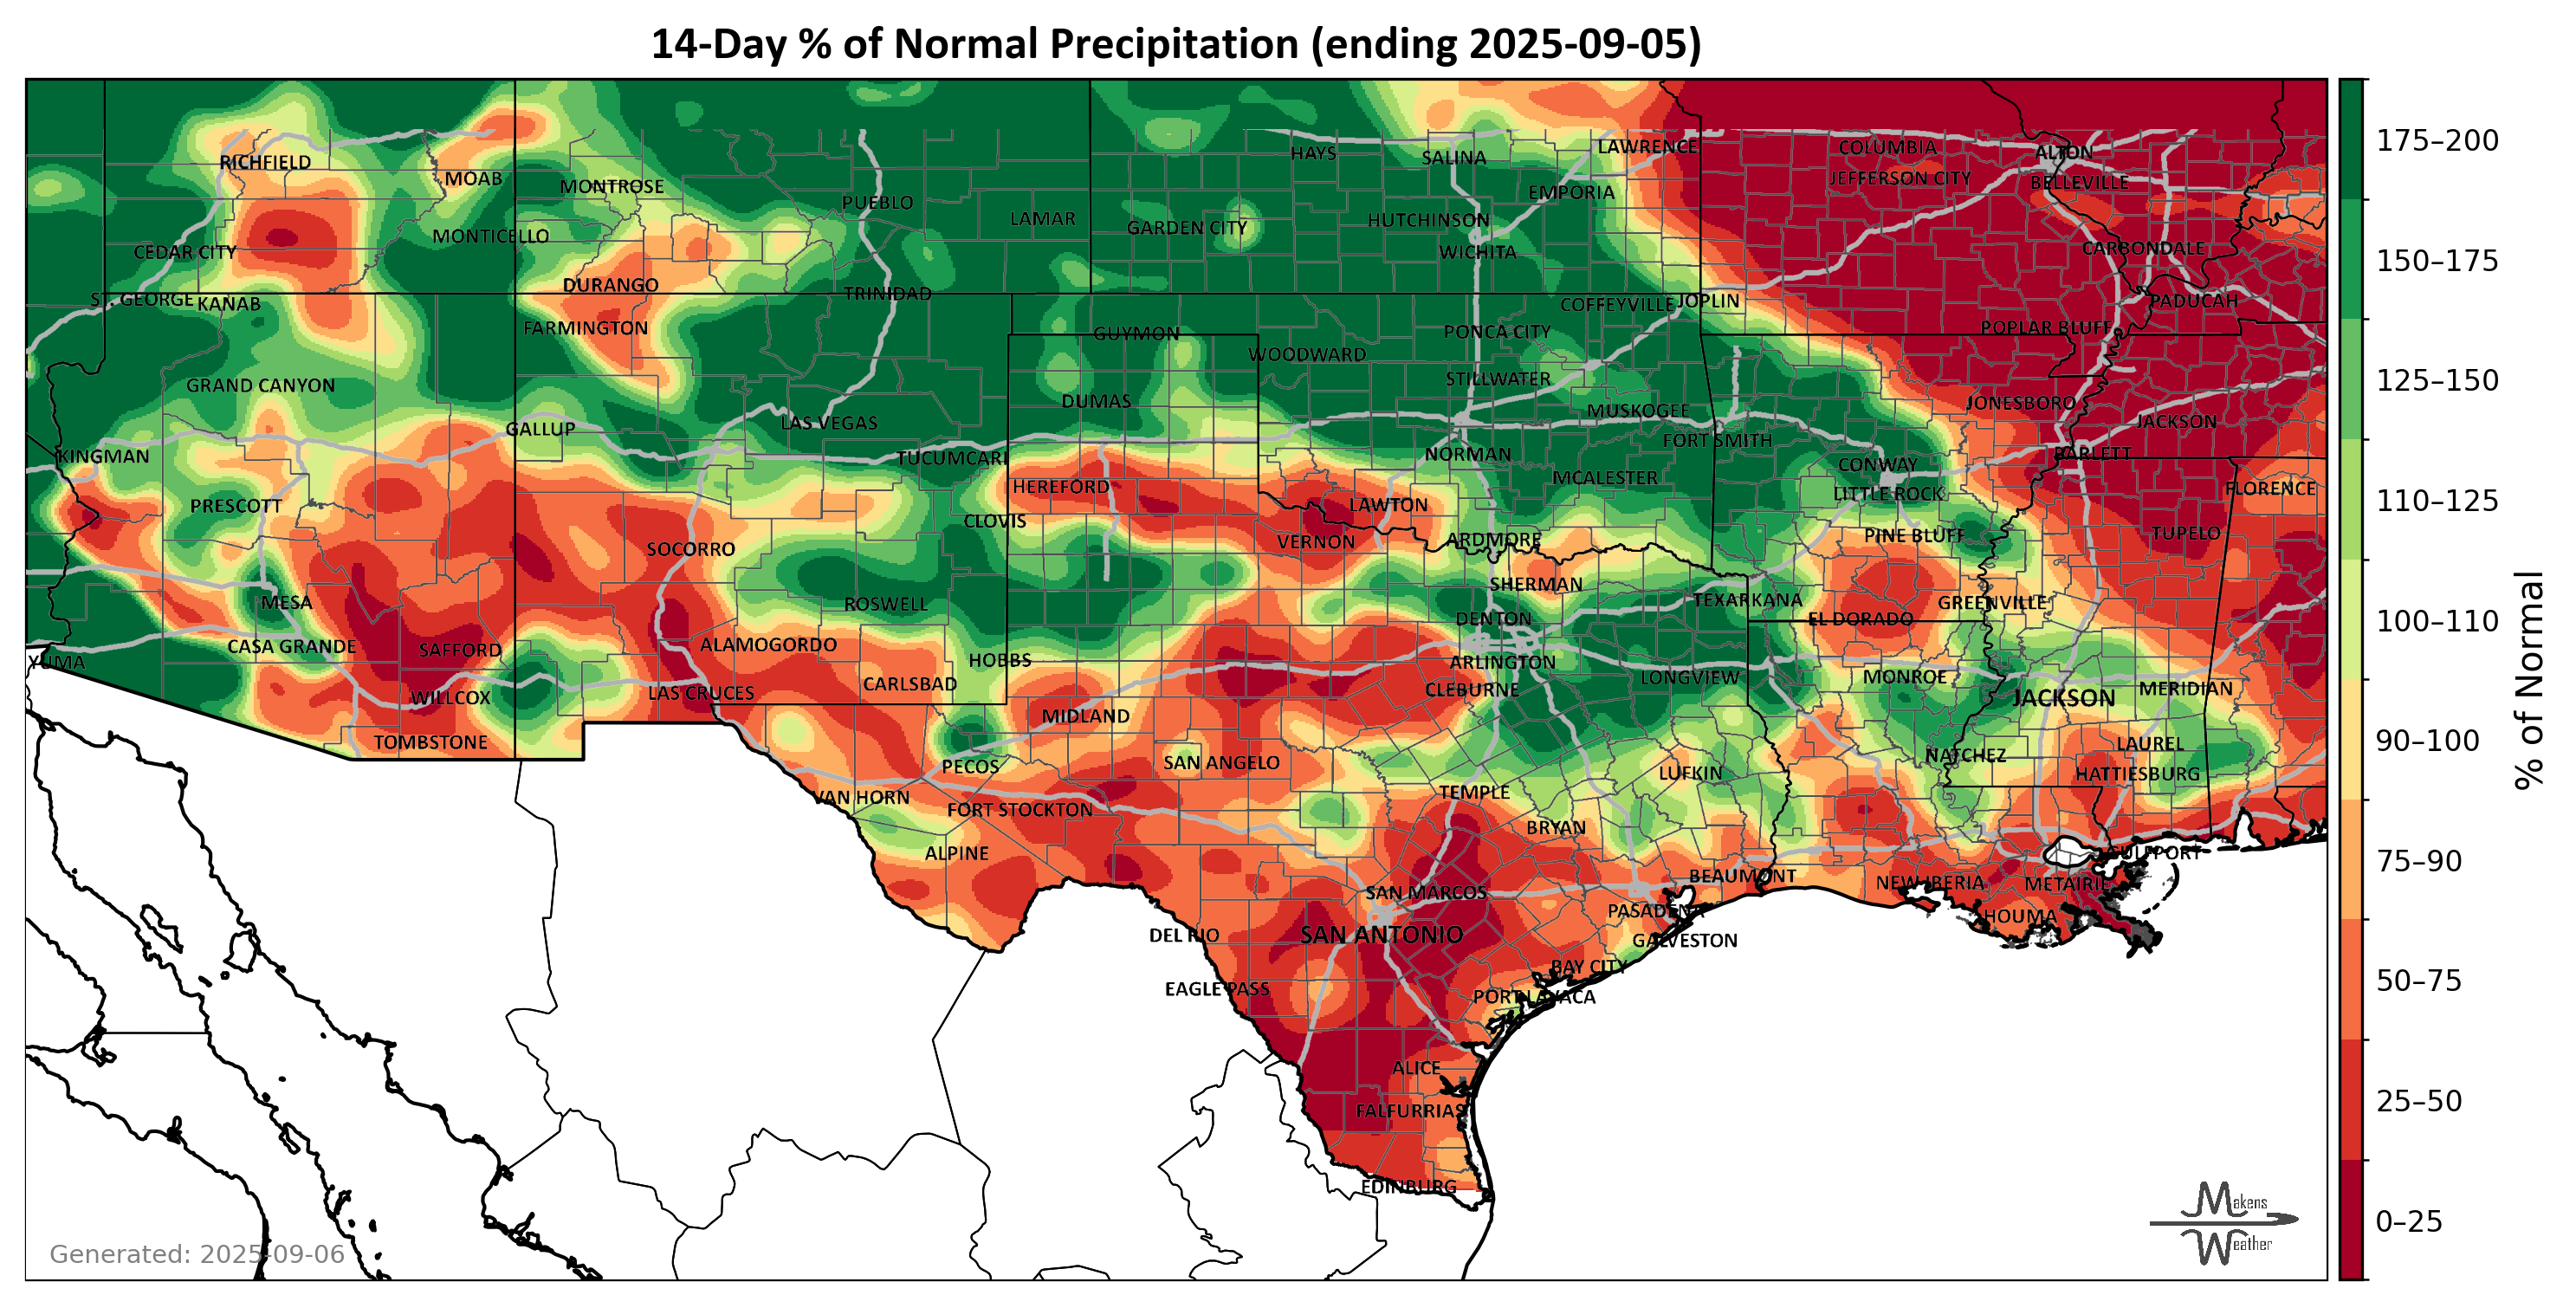 14-Day % of Normal Precipitation (ending 2025-09-05)
HAYS
SALINA
LAWRENCE
COLUMBIA
ALTON
RICHFIELD
MOAB
MONTROSE
JEFFERSON CITY
BELLEVILLE
PUEBLO
LAMAR
EMPORIA
GARDEN CITY
HUTCHINSON
CEDAR CITY
MONTICELLO
WICHITA
CARBONDALE
DURANGO
TRINIDAD
ST. GEORGE
KANAB
COFFEYVILLE
JOPLIN
PADUCAH
FARMINGTON
GUYMON
PONCA CITY
POPLAR BLUFF
WOODWARD
GRAND CANYON
STILLWATER
DUMAS
MUSKOGEE
JONESBORO
JACKSON
GALLUP
LAS VEGAS
FORT SMITH
KINGMAN
TUCUMCARI
NORMAN
BARLETT
CONWAY
HEREFORD
MCALESTER
LITTLE ROCK
FLORENCE
PRESCOTT
LAWTON
CLOVIS
PINE BLUFF
TUPELO
SOCORRO
VERNON
ARDMORE
SHERMAN
MESA
ROSWELL
TEXARKANA
GREENVILLE
DENTON
EL DORADO
CASA GRANDE
SAFFORD
ALAMOGORDO
YUMA
HOBBS
ARLINGTON
LAS CRUCES
CARLSBAD
CLEBURNE
LONGVIEW
MONROE
MERIDIAN
WILLCOX
JACKSON
MIDLAND
TOMBSTONE
LAUREL
NATCHEZ
PECOS
SAN ANGELO
LUFKIN
HATTIESBURG
VAN HORN
TEMPLE
FORT STOCKTON
BRYAN
ALPINE
GULFPORT
BEAUMONT
NEW IBERIA
METAIRIE
SAN MARCOS
PASADENA
HOUMA
DEL RIO
SAN ANTONIO
GALVESTON
BAY CITY
EAGLE PASS
PORT LAVACA
ALICE
FALFURRIAS
EDINBURG
Generated: 2025-09-06
Makens
Weather
175–200
150–175
125–150
110–125
100–110
90–100
75–90
50–75
25–50
0–25
% of Normal